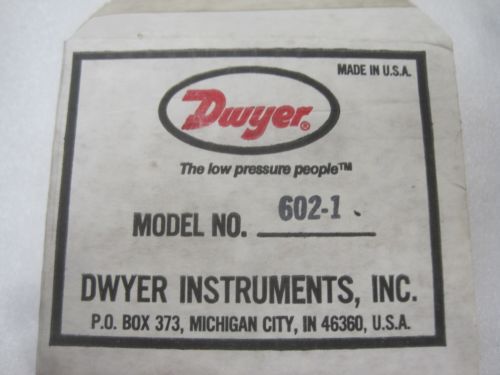 MADE IN U.S.A.
Dwyer®
The low pressure people™
MODEL NO. 602-1
DWYER INSTRUMENTS, INC.
P.O. BOX 373, MICHIGAN CITY, IN 46360, U.S.A.